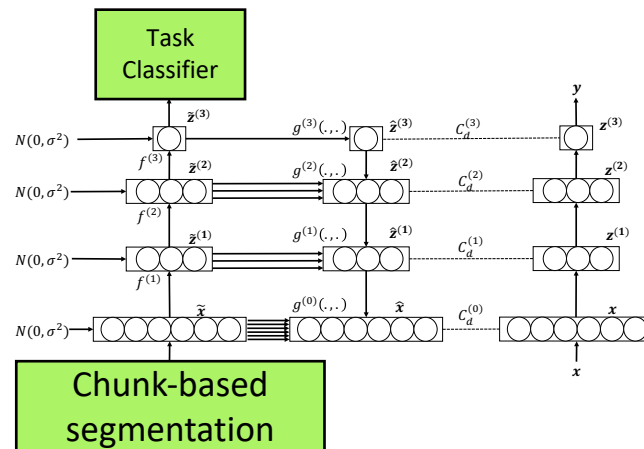 Task
Classifier
y
z̃⁽³⁾
g⁽³⁾(.,.)
ẑ⁽³⁾
C_d⁽³⁾
z⁽³⁾
N(0, σ²)
f⁽³⁾
z̃⁽²⁾
g⁽²⁾(.,.)
ẑ⁽²⁾
C_d⁽²⁾
z⁽²⁾
N(0, σ²)
f⁽²⁾
z̃⁽¹⁾
g⁽¹⁾(.,.)
ẑ⁽¹⁾
C_d⁽¹⁾
z⁽¹⁾
N(0, σ²)
f⁽¹⁾
x̃
g⁽⁰⁾(.,.)
x̂
C_d⁽⁰⁾
x
N(0, σ²)
x
Chunk-based
segmentation